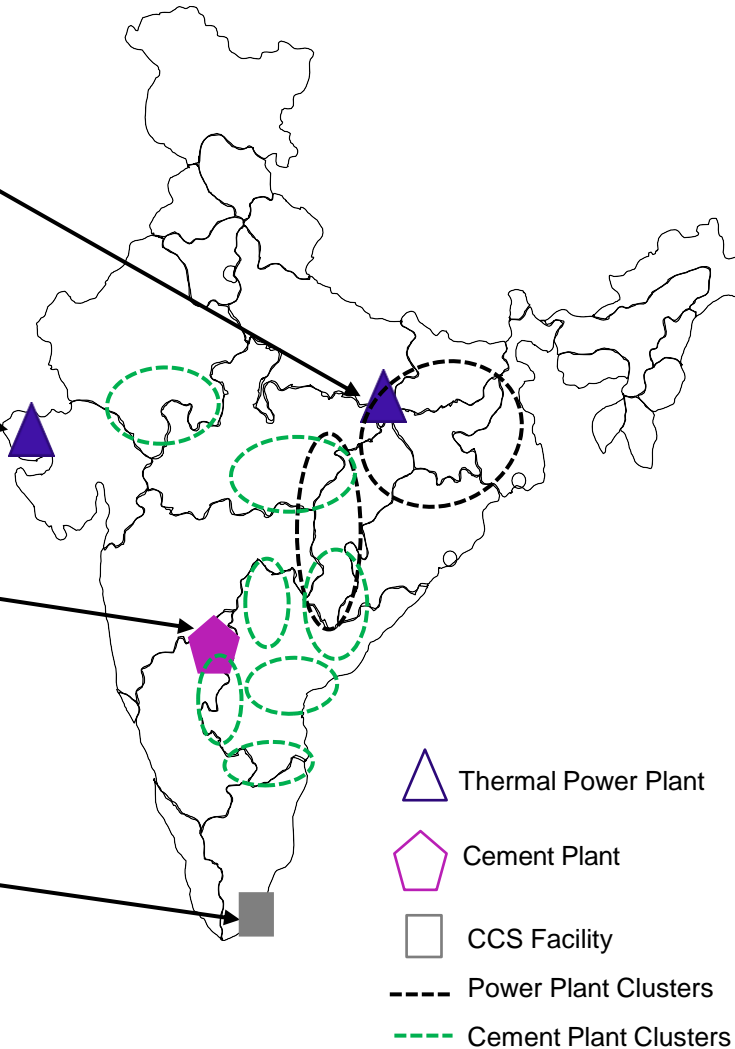 Thermal Power Plant
Cement Plant
CCS Facility
Power Plant Clusters
Cement Plant Clusters